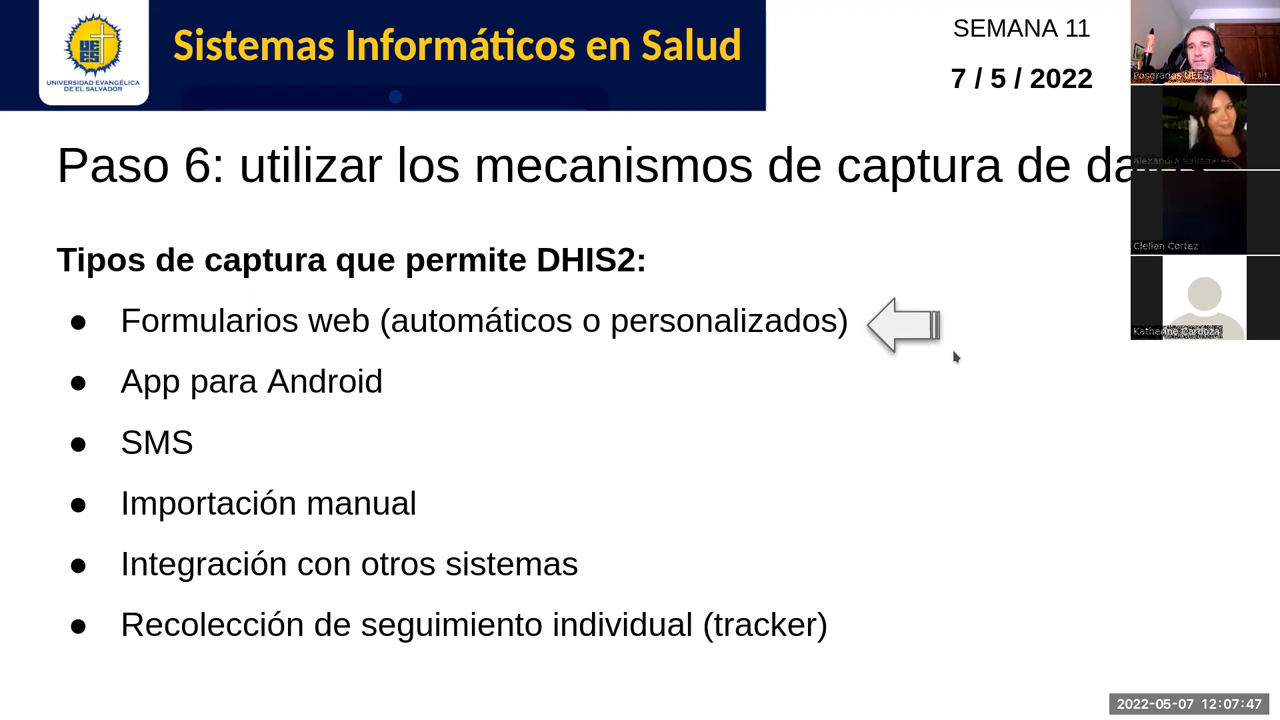 Sistemas Informáticos en Salud
UNIVERSIDAD EVANGÉLICA
DE EL SALVADOR
SEMANA 11
7 / 5 / 2022
Posgrados UEES
Paso 6: utilizar los mecanismos de captura de
Tipos de captura que permite DHIS2:
● Formularios web (automáticos o personalizados)
● App para Android
● SMS
● Importación manual
● Integración con otros sistemas
● Recolección de seguimiento individual (tracker)
Clelian Cortez
Katherine Cardoza
2022-05-07 12:07:47